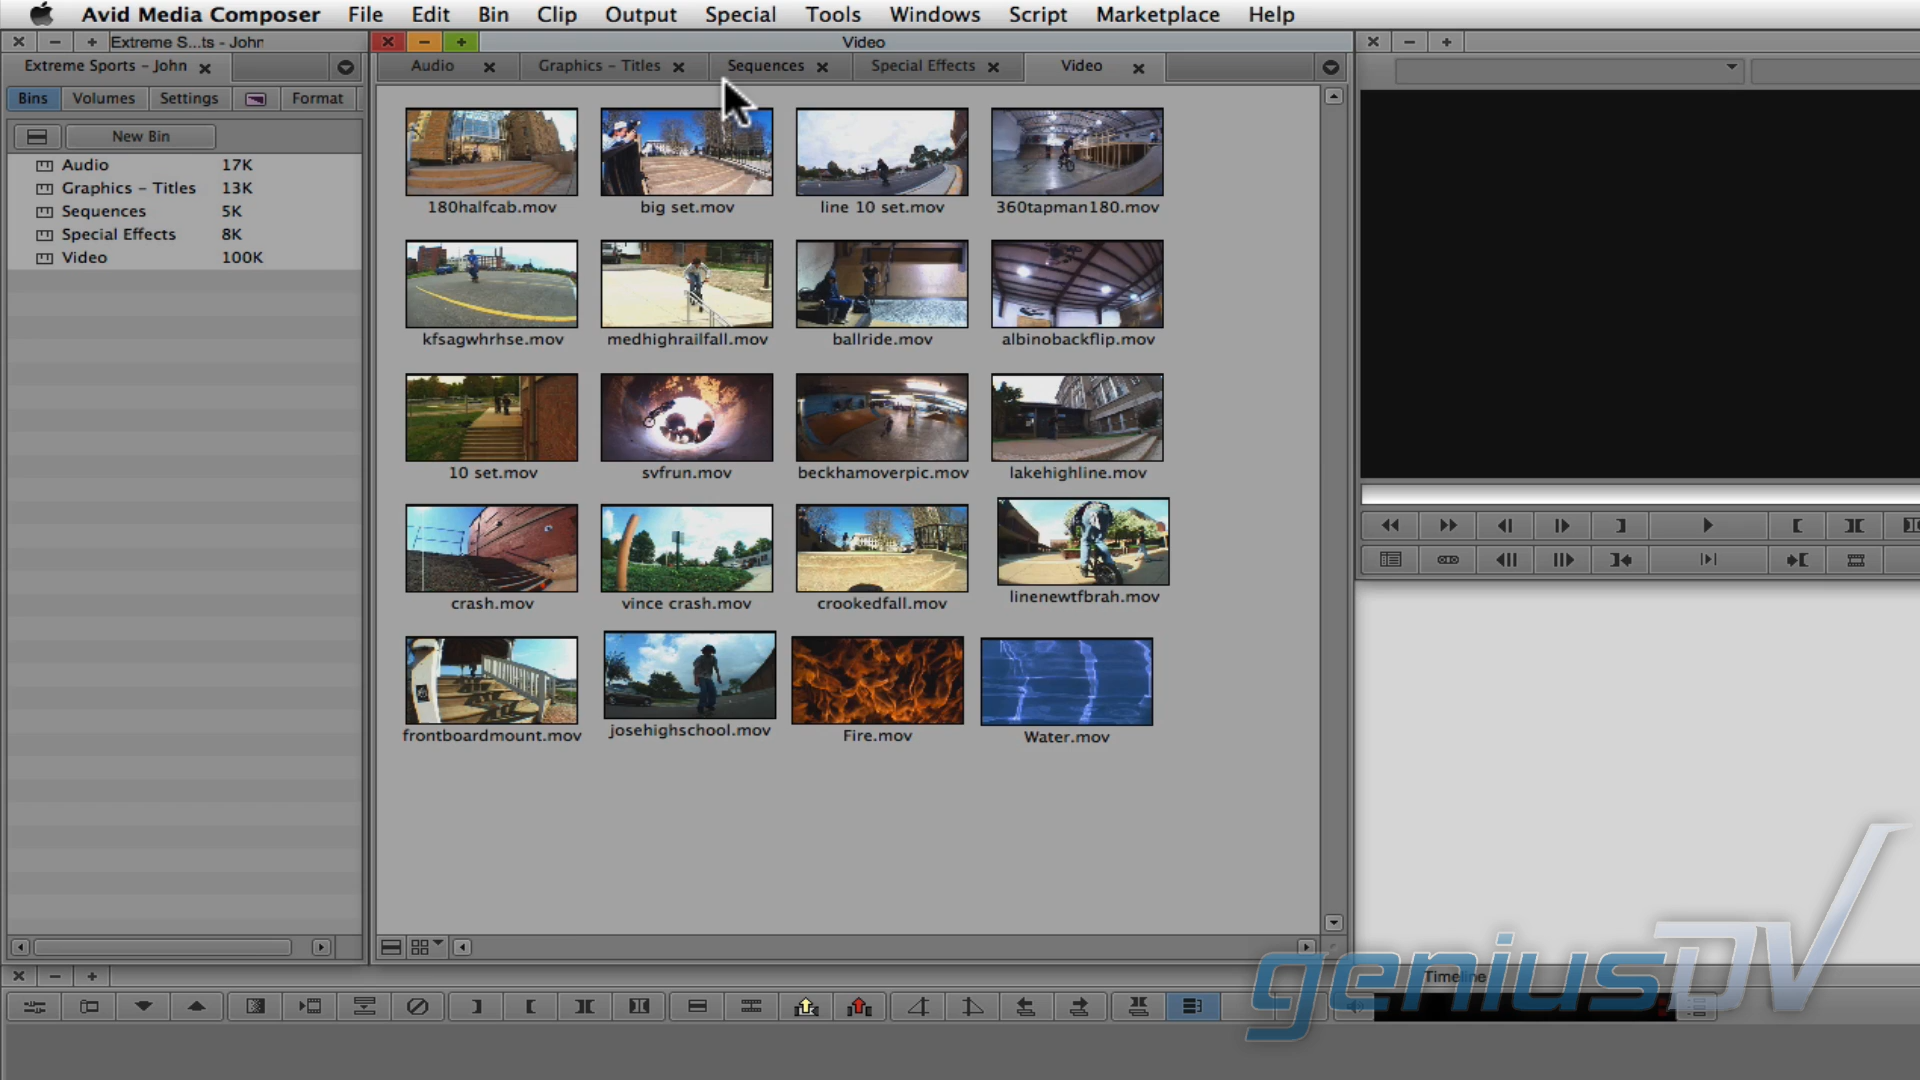 Avid Media Composer File Edit Bin Clip Output Special Tools Windows Script Marketplace Help
Extreme S...ts - John
Video
Extreme Sports - John
Audio
Graphics - Titles
Sequences
Special Effects
Video
Bins Volumes Settings Format
New Bin
Audio 17K
Graphics - Titles 13K
Sequences 5K
Special Effects 8K
Video 100K
180halfcab.mov
big set.mov
line 10 set.mov
360tapman180.mov
kfsagwhrhse.mov
medhighrailfall.mov
ballride.mov
albinobackflip.mov
10 set.mov
svfrun.mov
beckhamoverpic.mov
lakehighline.mov
crash.mov
vince crash.mov
crookedfall.mov
linenewtfbrah.mov
frontboardmount.mov
josehighschool.mov
Fire.mov
Water.mov
Timeline
geniusDV